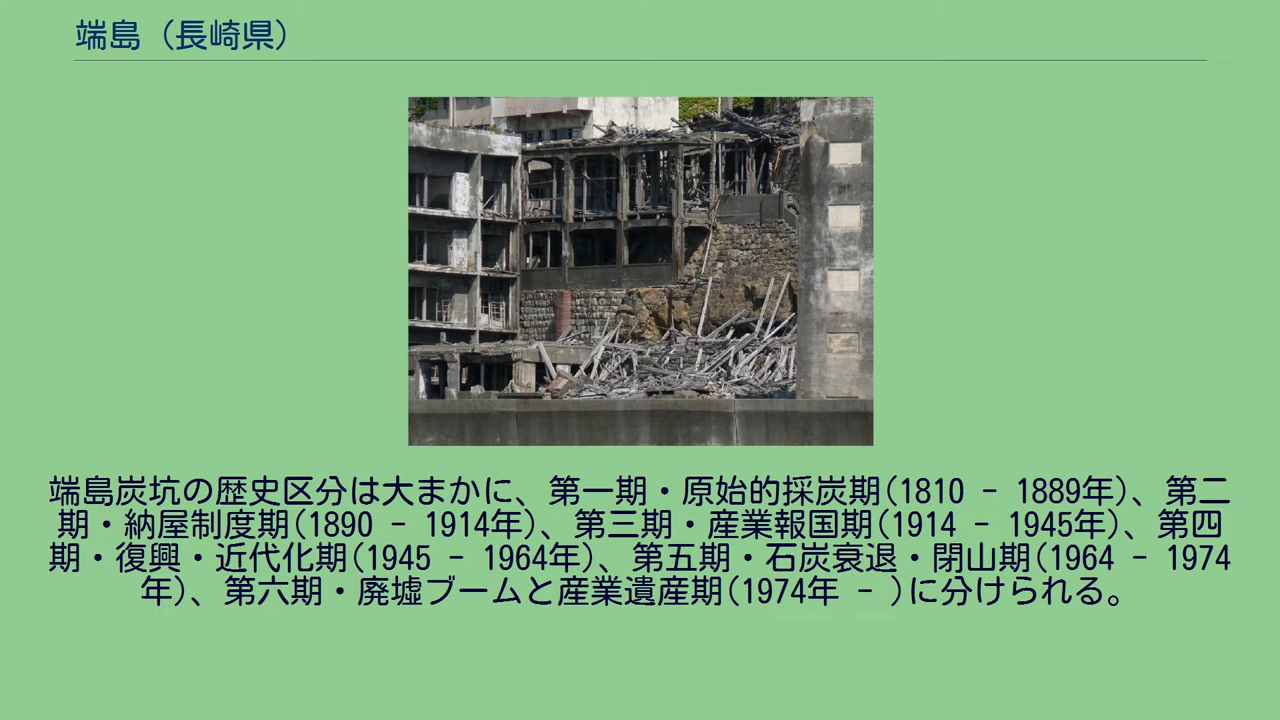 端島（長崎県）
端島炭坑の歴史区分は大まかに、第一期・原始的採炭期(1810 - 1889年)、第二
期・納屋制度期(1890 - 1914年)、第三期・産業報国期(1914 - 1945年)、第四
期・復興・近代化期(1945 - 1964年)、第五期・石炭衰退・閉山期(1964 - 1974
年)、第六期・廃墟ブームと産業遺産期(1974年 - )に分けられる。